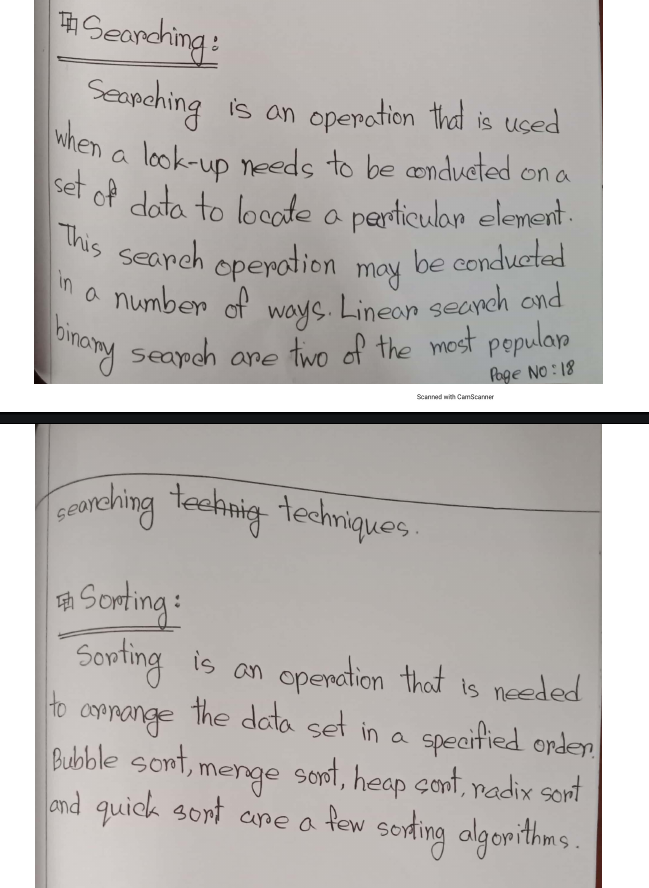 Searching:
Searching is an operation that is used
when a look-up needs to be conducted on a
set of data to locate a particular element.
This search operation may be conducted
in a number of ways. Linear search and
binary search are two of the most popular
Page NO: 18
Scanned with CamScanner
searching technig techniques.
Sorting:
Sorting is an operation that is needed
to arrange the data set in a specified order.
Bubble sort, merge sort, heap sort, radix sort
and quick sort are a few sorting algorithms.